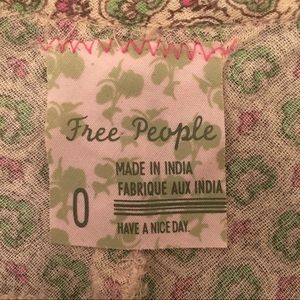 Free People
MADE IN INDIA
FABRIQUE AUX INDIA
0
HAVE A NICE DAY.